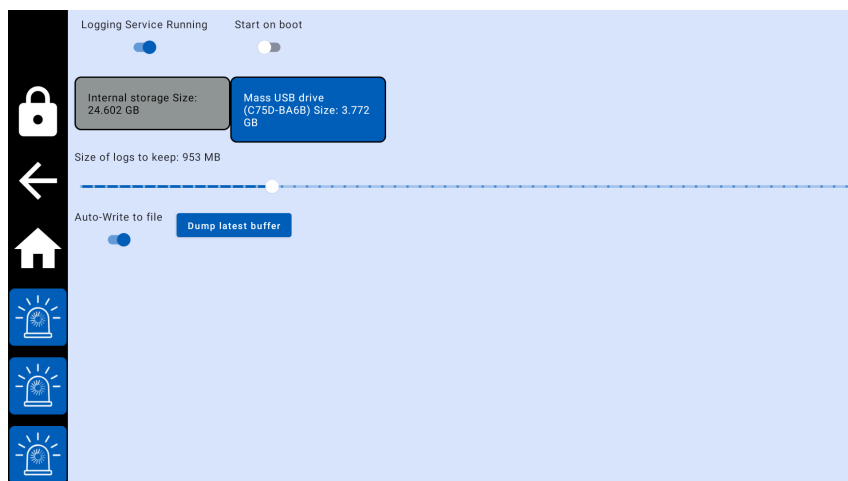 Logging Service Running
Start on boot
Internal storage Size:
24.602 GB
Mass USB drive
(C75D-BA6B) Size: 3.772
GB
Size of logs to keep: 953 MB
Auto-Write to file
Dump latest buffer